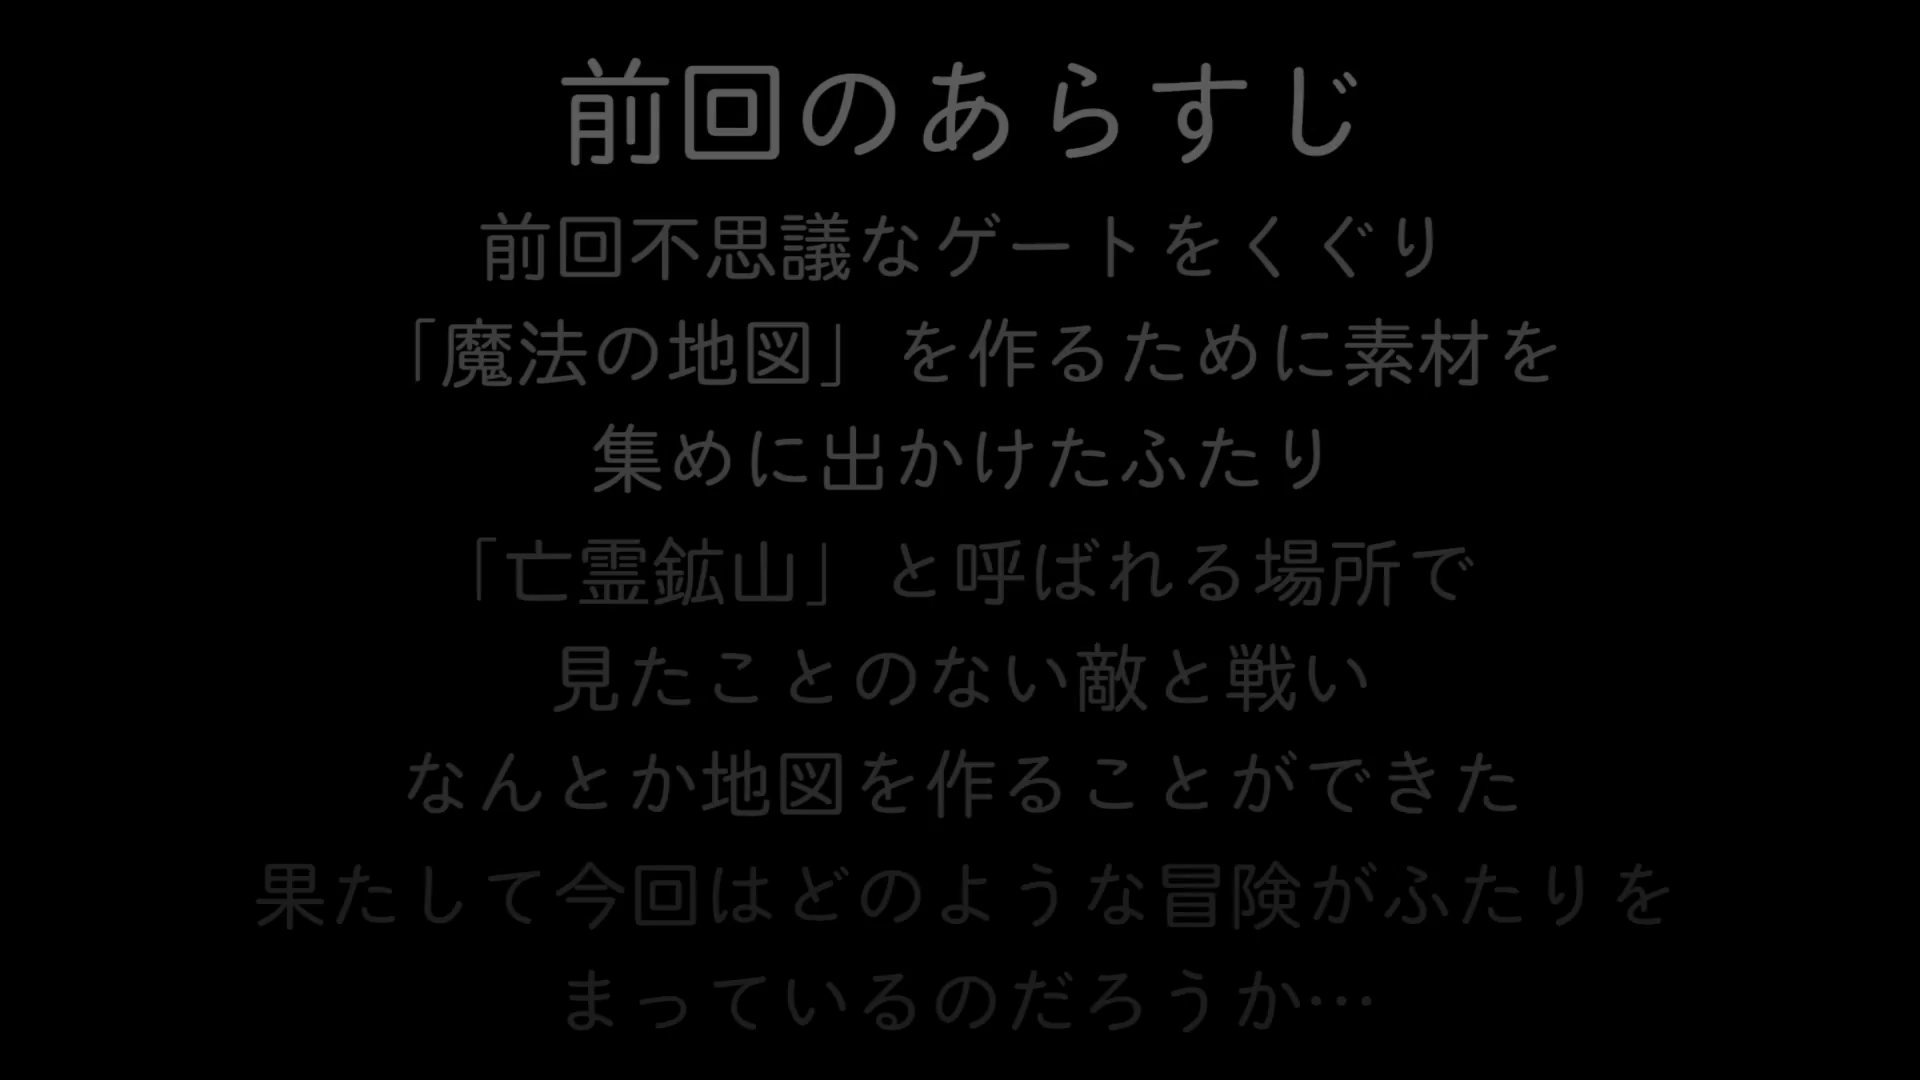 前回のあらすじ
前回不思議なゲートをくぐり
「魔法の地図」を作るために素材を
集めに出かけたふたり
「亡霊鉱山」と呼ばれる場所で
見たことのない敵と戦い
なんとか地図を作ることができた
果たして今回はどのような冒険がふたりを
まっているのだろうか…